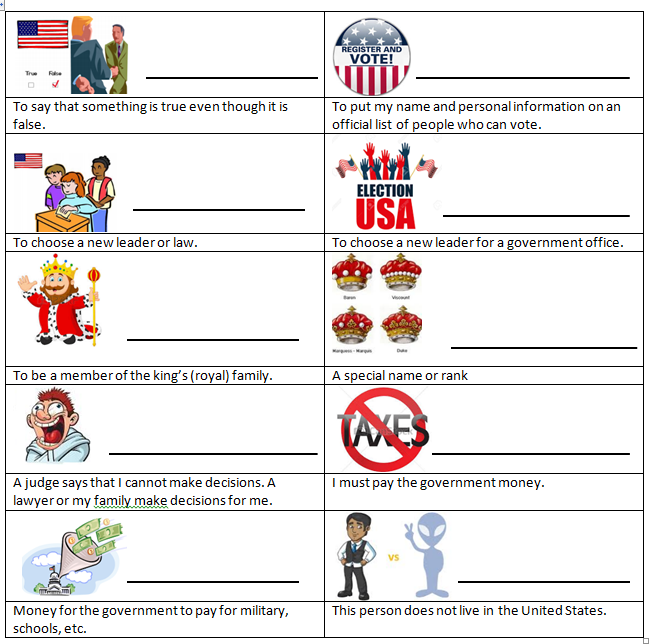 True False
REGISTER AND
VOTE!
To say that something is true even though it is
false.
To put my name and personal information on an
official list of people who can vote.
ELECTION
USA
To choose a new leader or law.
To choose a new leader for a government office.
Baron Viscount
Marquess - Marquis Duke
To be a member of the king's (royal) family.
A special name or rank
TAXES
A judge says that I cannot make decisions. A
lawyer or my family make decisions for me.
I must pay the government money.
VS
Money for the government to pay for military,
schools, etc.
This person does not live in the United States.